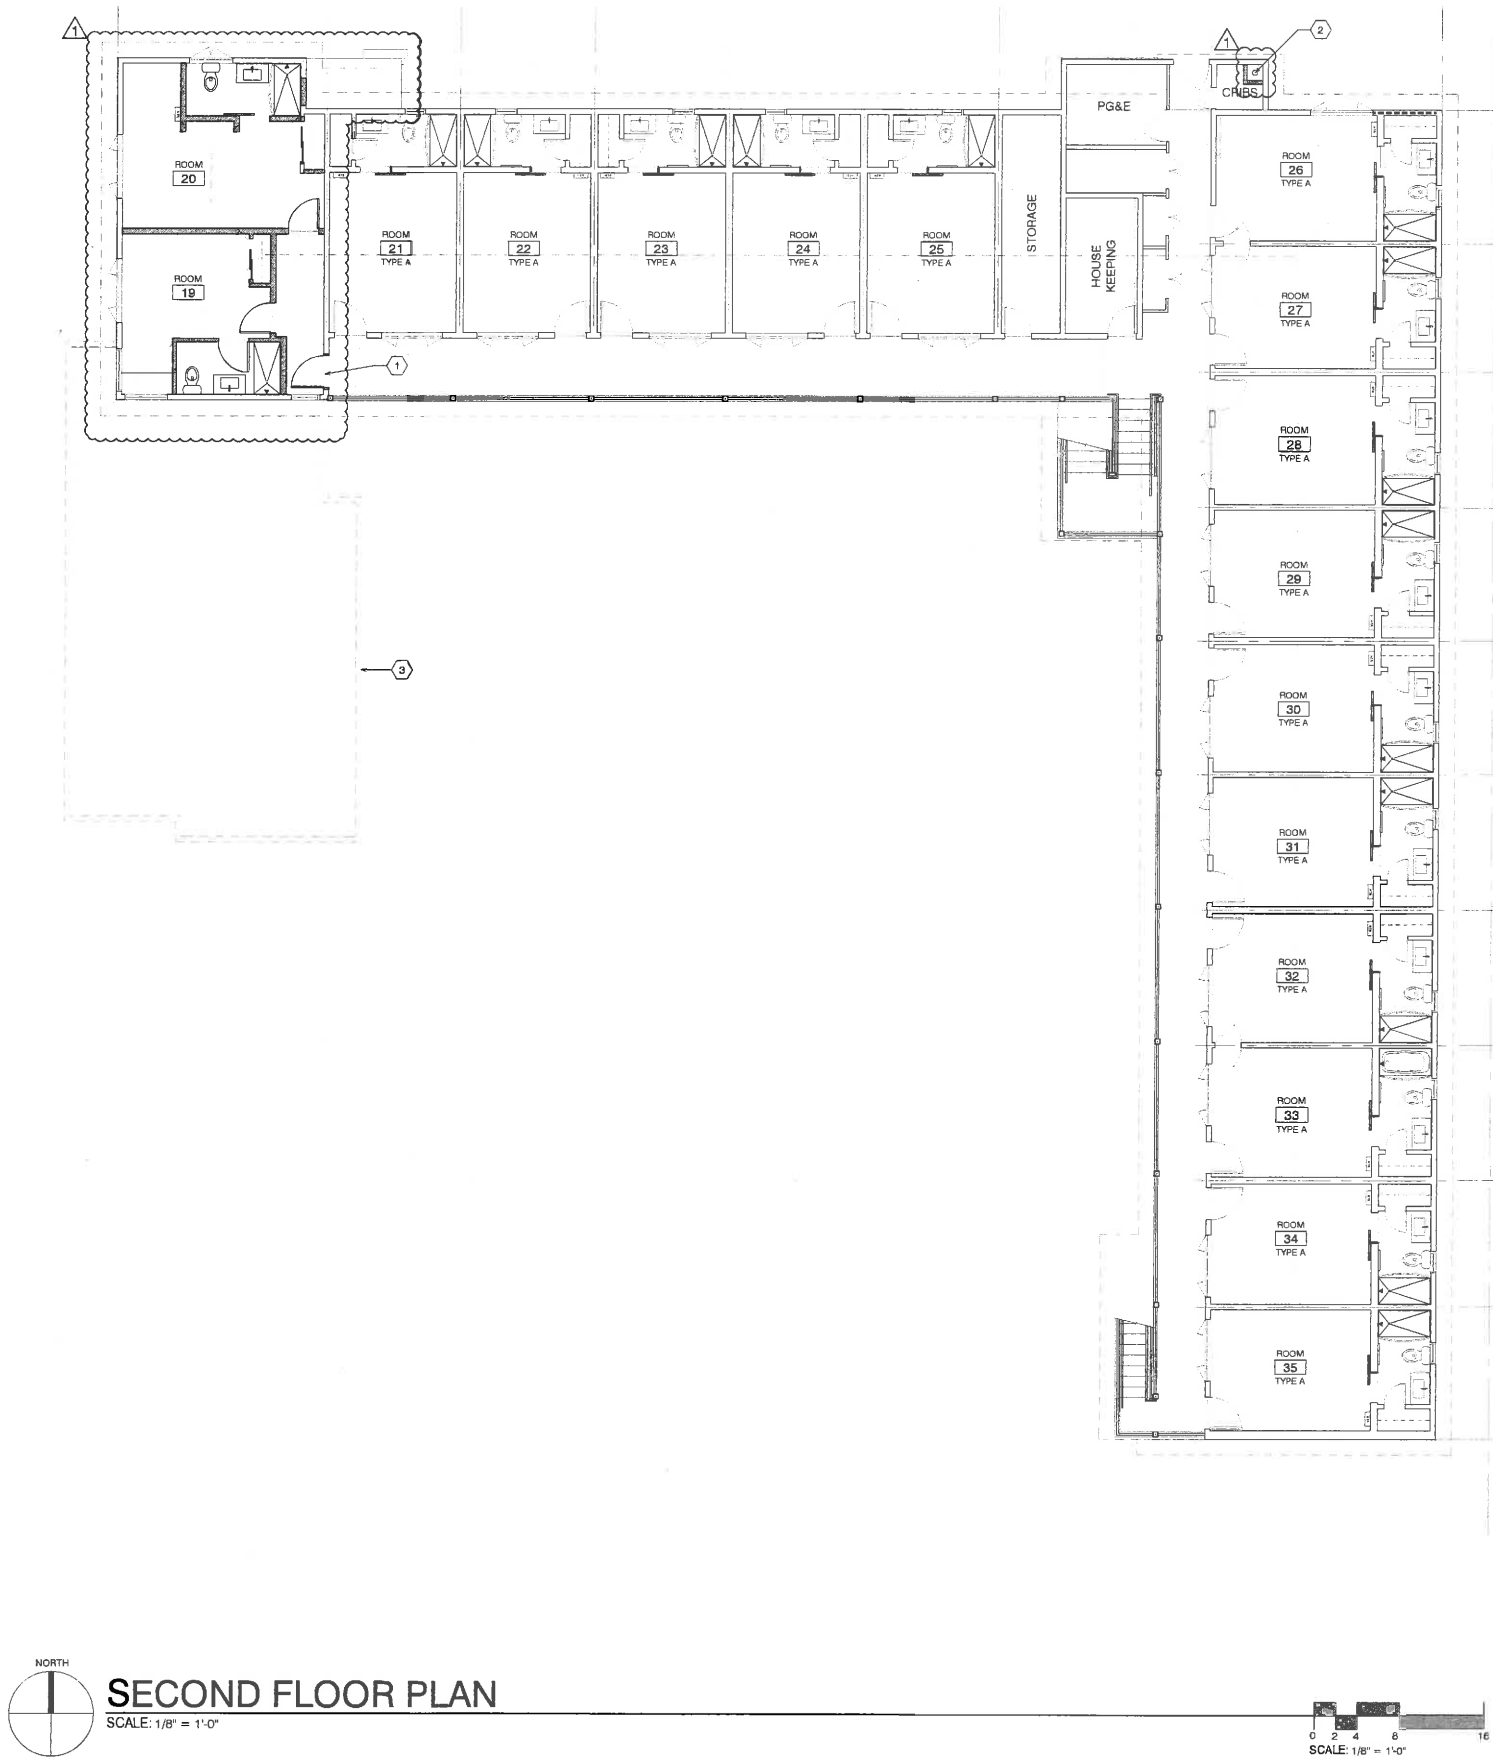 1
1
2
CRIBS
PG&E
ROOM
20
ROOM
19
ROOM
21
TYPE A
ROOM
22
TYPE A
ROOM
23
TYPE A
ROOM
24
TYPE A
ROOM
25
TYPE A
STORAGE
HOUSE
KEEPING
ROOM
26
TYPE A
ROOM
27
TYPE A
1
ROOM
28
TYPE A
ROOM
29
TYPE A
3
ROOM
30
TYPE A
ROOM
31
TYPE A
ROOM
32
TYPE A
ROOM
33
TYPE A
ROOM
34
TYPE A
ROOM
35
TYPE A
NORTH
SECOND FLOOR PLAN
SCALE: 1/8" = 1'-0"
0 2 4 8 16
SCALE: 1/8" = 1'-0"